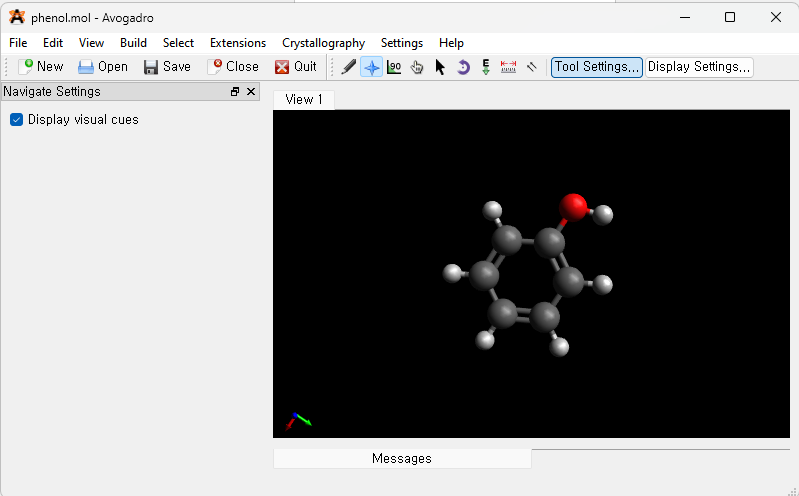 phenol.mol - Avogadro
File Edit View Build Select Extensions Crystallography Settings Help
New Open Save Close Quit 90 E Tool Settings... Display Settings...
Navigate Settings
Display visual cues
View 1
Messages